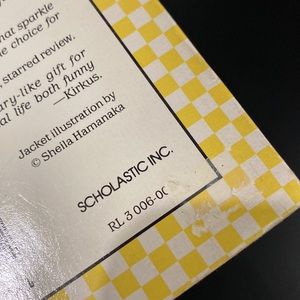 hat sparkle
e choice for
, starred review.
ary-like gift for
al life both funny
—Kirkus.
Jacket illustration by
© Sheila Hamanaka
SCHOLASTIC INC.
RL 3 006-00